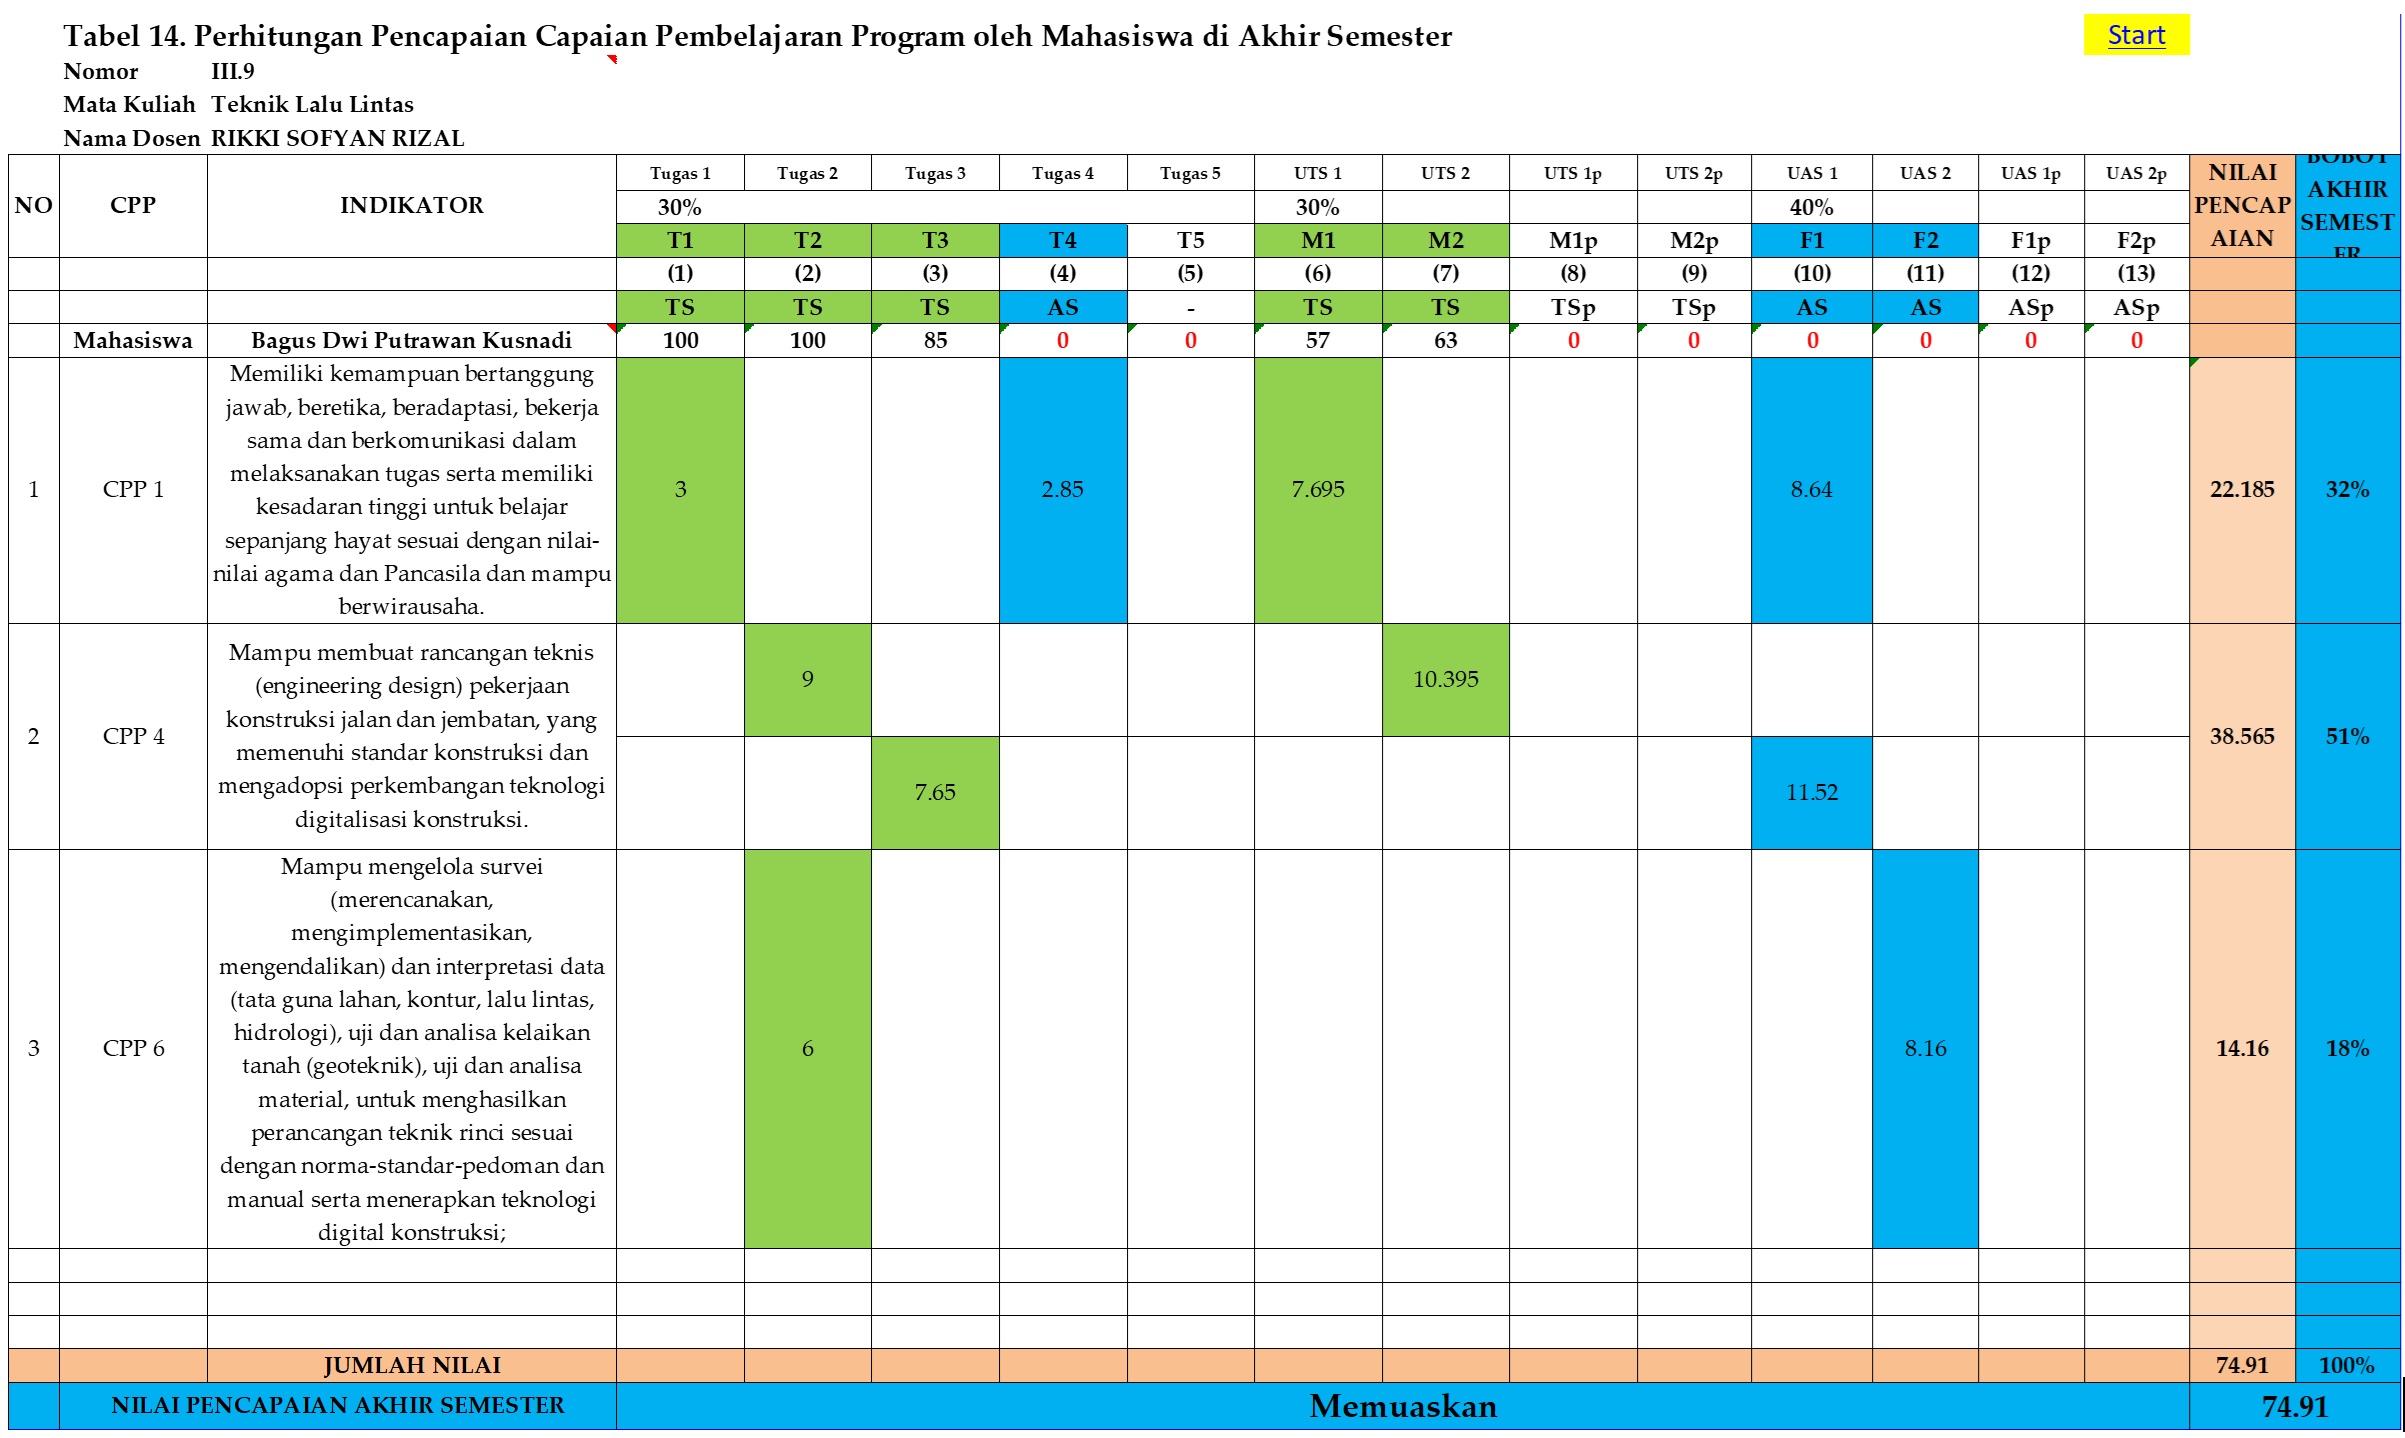 Tabel 14. Perhitungan Pencapaian Capaian Pembelajaran Program oleh Mahasiswa di Akhir Semester
Start
Nomor III.9
Mata Kuliah Teknik Lalu Lintas
Nama Dosen RIKKI SOFYAN RIZAL
NO CPP INDIKATOR
Tugas 1 Tugas 2 Tugas 3 Tugas 4 Tugas 5 UTS 1 UTS 2 UTS 1p UTS 2p UAS 1 UAS 2 UAS 1p UAS 2p
30% 30% 40%
T1 T2 T3 T4 T5 M1 M2 M1p M2p F1 F2 F1p F2p
NILAI
PENCAP
AIAN
BOBOT
AKHIR
SEMEST
ER
(1) (2) (3) (4) (5) (6) (7) (8) (9) (10) (11) (12) (13)
TS TS TS AS - TS TS TSp TSp AS AS ASp ASp
Mahasiswa Bagus Dwi Putrawan Kusnadi 100 100 85 0 0 57 63 0 0 0 0 0 0
1 CPP 1
Memiliki kemampuan bertanggung
jawab, beretika, beradaptasi, bekerja
sama dan berkomunikasi dalam
melaksanakan tugas serta memiliki
kesadaran tinggi untuk belajar
sepanjang hayat sesuai dengan nilai-
nilai agama dan Pancasila dan mampu
berwirausaha.
3 2.85 7.695 8.64 22.185 32%
2 CPP 4
Mampu membuat rancangan teknis
(engineering design) pekerjaan
konstruksi jalan dan jembatan, yang
memenuhi standar konstruksi dan
mengadopsi perkembangan teknologi
digitalisasi konstruksi.
9 10.395
7.65 11.52
38.565 51%
3 CPP 6
Mampu mengelola survei
(merencanakan,
mengimplementasikan,
mengendalikan) dan interpretasi data
(tata guna lahan, kontur, lalu lintas,
hidrologi), uji dan analisa kelaikan
tanah (geoteknik), uji dan analisa
material, untuk menghasilkan
perancangan teknik rinci sesuai
dengan norma-standar-pedoman dan
manual serta menerapkan teknologi
digital konstruksi;
6 8.16 14.16 18%
JUMLAH NILAI 74.91 100%
NILAI PENCAPAIAN AKHIR SEMESTER Memuaskan 74.91